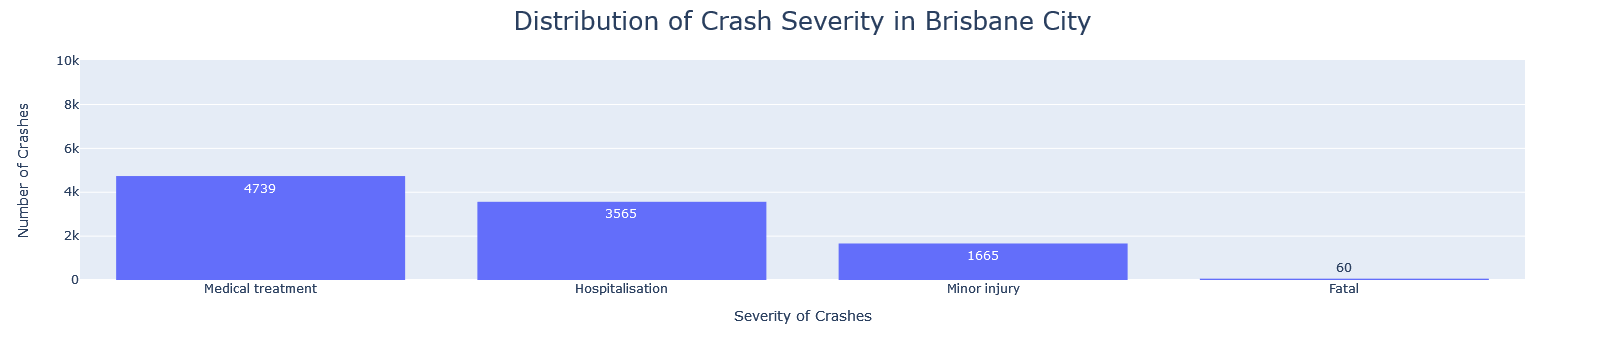 Distribution of Crash Severity in Brisbane City
Number of Crashes
10k
8k
6k
4k
2k
0
4739
3565
1665
60
Medical treatment
Hospitalisation
Minor injury
Fatal
Severity of Crashes